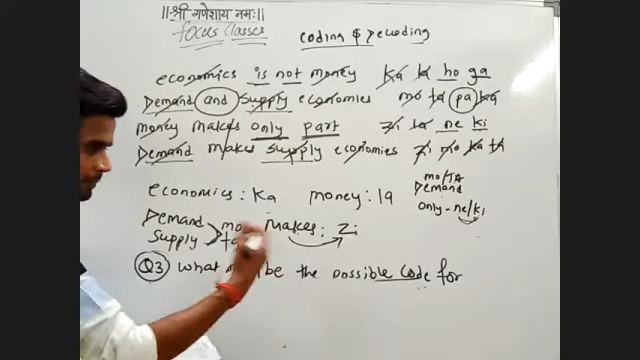 ||श्री गणेशाय नमः||
focus classes
Coding & Decoding
economics is not money ka la ho ga
Demand and supply economies mo ta pa ka
money makes only part zi la ne ki
Demand makes supply economies zi mo ka ta
economics : Ka money : la
mo/TA
Demand
only - ne/ki
Demand
Supply
mo
ta
makes : Zi
Q3 what be the possible code for